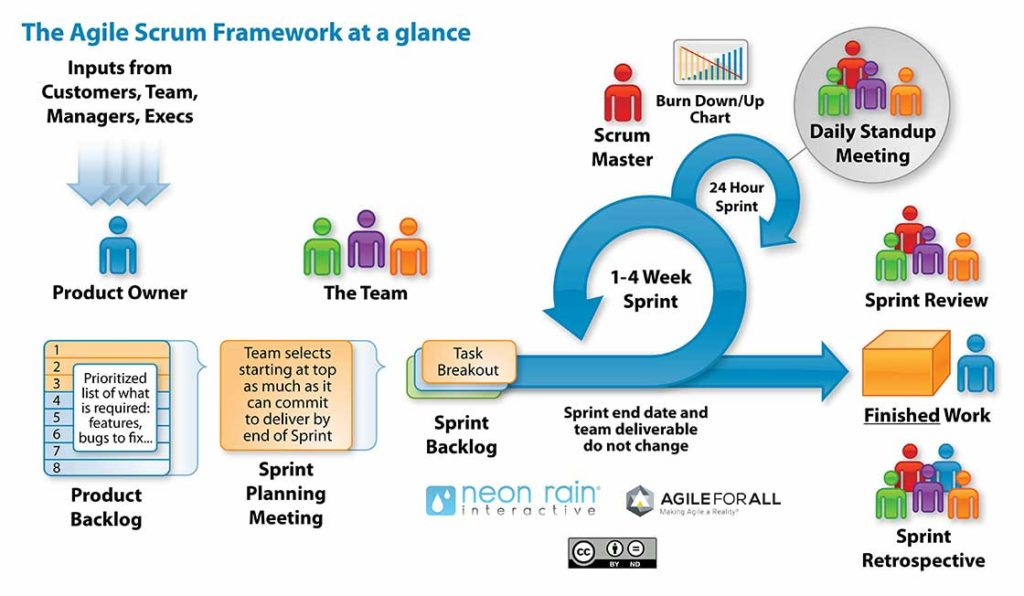 The Agile Scrum Framework at a glance
Inputs from
Customers, Team,
Managers, Execs
Product Owner
The Team
Scrum
Master
Burn Down/Up
Chart
Daily Standup
Meeting
24 Hour
Sprint
1-4 Week
Sprint
Sprint Review
1
2
3
4
5
6
7
8
Prioritized
list of what
is required:
features,
bugs to fix...
Product
Backlog
Team selects
starting at top
as much as it
can commit
to deliver by
end of Sprint
Sprint
Planning
Meeting
Task
Breakout
Sprint
Backlog
Sprint end date and
team deliverable
do not change
Finished Work
Sprint
Retrospective
neon rain®
interactive
AGILEFORALL
Making Agile a Reality®
cc
BY ND